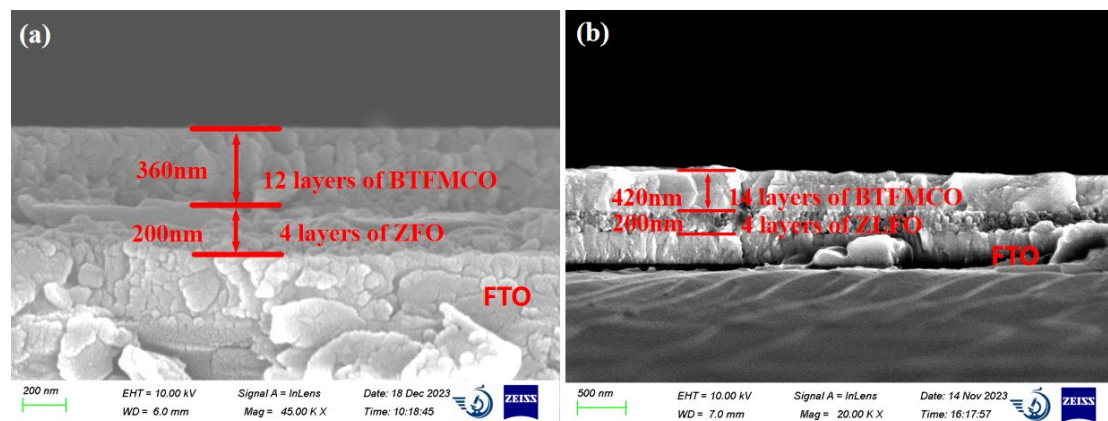 (a)
360nm
12 layers of BTFMCO
200nm
4 layers of ZFO
FTO
200 nm
EHT = 10.00 kV
WD = 6.0 mm
Signal A = InLens
Mag = 45.00 K X
Date: 18 Dec 2023
Time: 10:18:45
ZEISS
(b)
420nm
14 layers of BTFMCO
200nm
4 layers of ZLFO
FTO
500 nm
EHT = 10.00 kV
WD = 7.0 mm
Signal A = InLens
Mag = 20.00 K X
Date: 14 Nov 2023
Time: 16:17:57
ZEISS